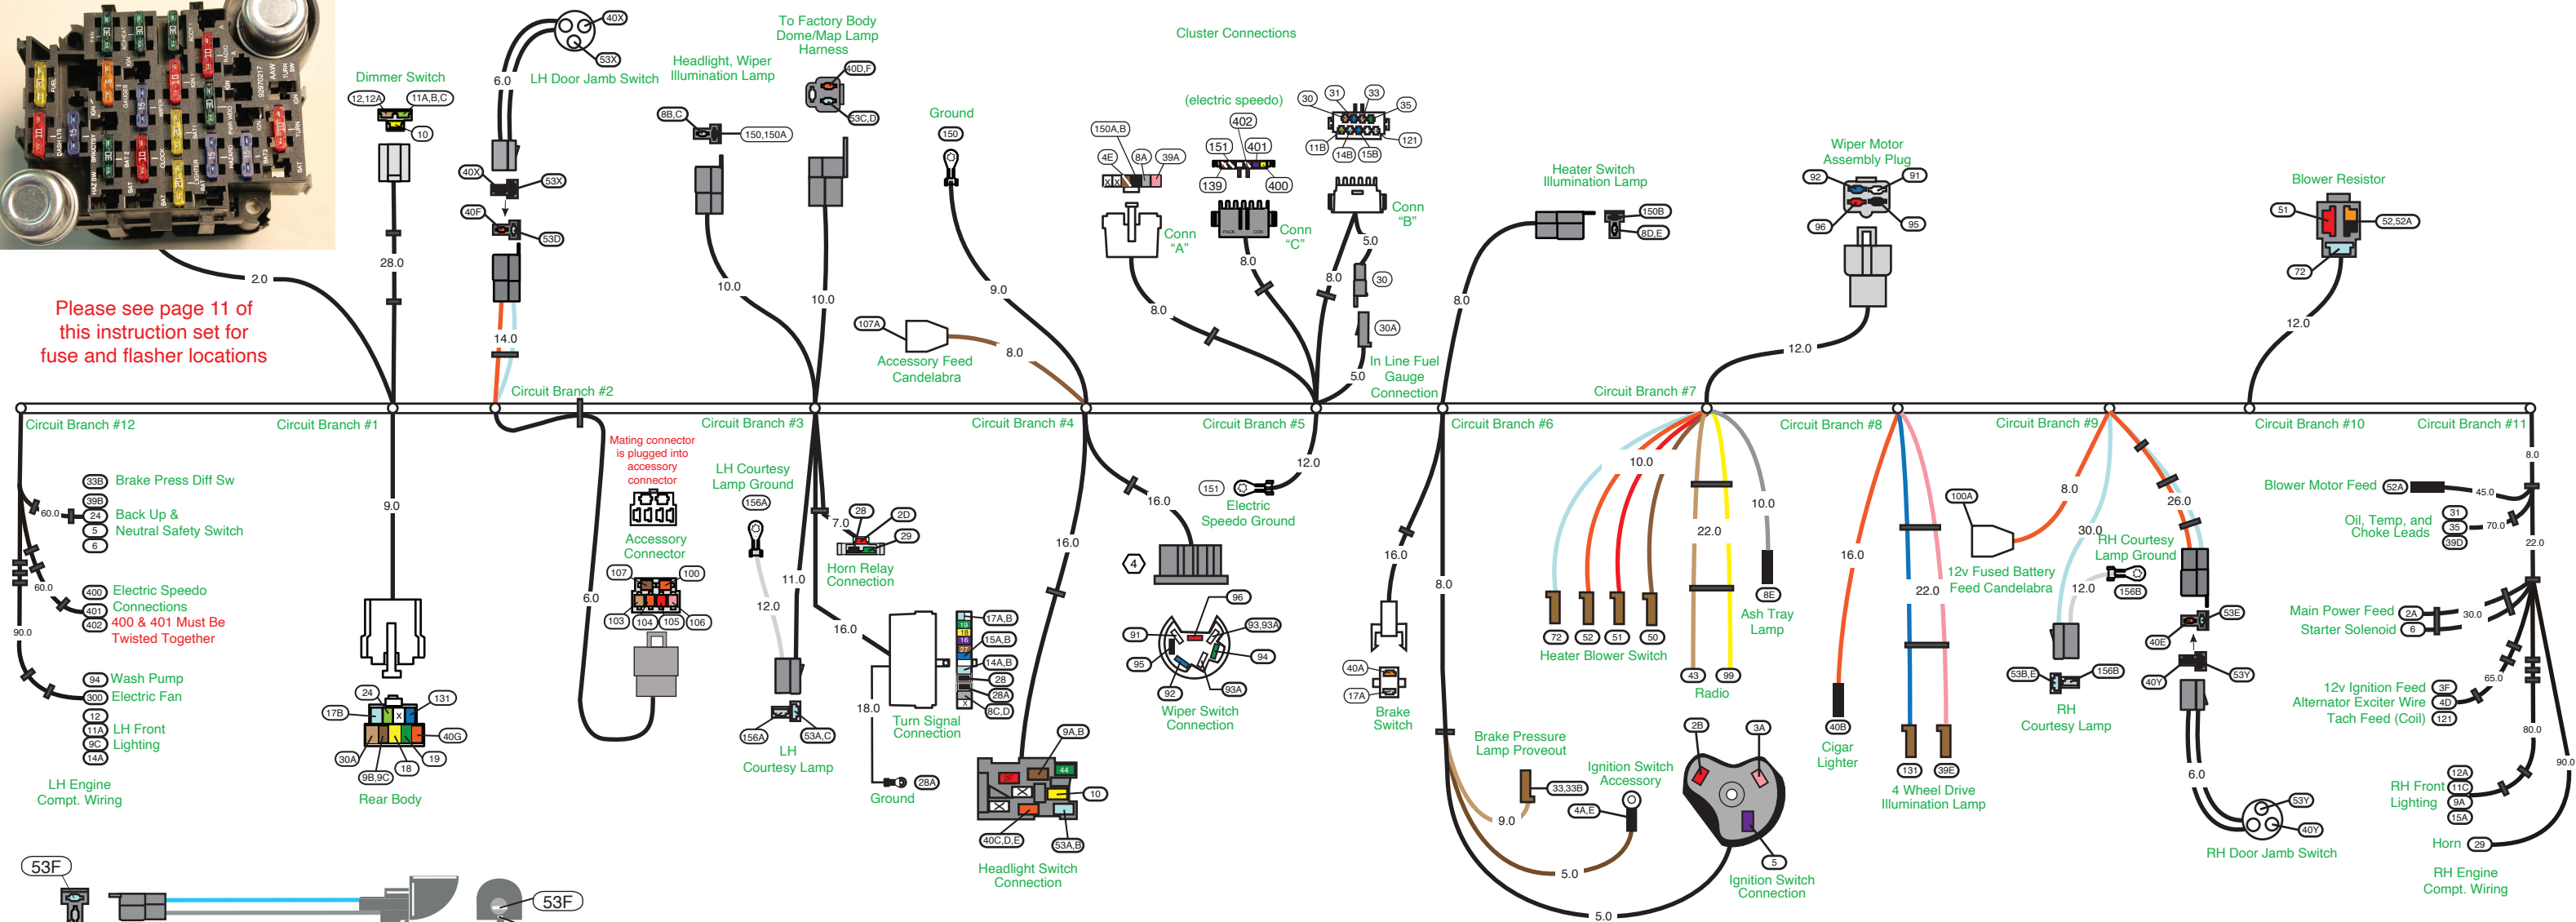 2.0
Please see page 11 of
this instruction set for
fuse and flasher locations
Dimmer Switch
12,12A
11A,B,C
10
28.0
40X
53X
LH Door Jamb Switch
6.0
40X
53X
40F
53D
14.0
Headlight, Wiper
Illumination Lamp
8B,C
150,150A
10.0
To Factory Body
Dome/Map Lamp
Harness
40D,F
53C,D
10.0
Ground
150
9.0
107A
Accessory Feed
Candelabra
8.0
Cluster Connections
(electric speedo)
150A,B
4E
8A
39A
X
X
Conn
"A"
8.0
402
151
401
139
400
PACK
CON
Conn
"C"
8.0
30
31
33
35
11B
14B
15B
121
Conn
"B"
8.0
5.0
30
30A
5.0
In Line Fuel
Gauge
Connection
Heater Switch
Illumination Lamp
150B
8D,E
8.0
Wiper Motor
Assembly Plug
92
91
96
95
12.0
Blower Resistor
51
52,52A
72
12.0
Circuit Branch #12
Circuit Branch #1
Circuit Branch #2
Circuit Branch #3
Circuit Branch #4
Circuit Branch #5
Circuit Branch #6
Circuit Branch #7
Circuit Branch #8
Circuit Branch #9
Circuit Branch #10
Circuit Branch #11
33B
Brake Press Diff Sw
39B
24
5
6
Back Up &
Neutral Safety Switch
60.0
400
401
402
Electric Speedo
Connections
400 & 401 Must Be
Twisted Together
60.0
90.0
94
Wash Pump
300
Electric Fan
12
11A
9C
14A
LH Front
Lighting
LH Engine
Compt. Wiring
9.0
24
17B
X
131
40G
30A
9B,9C
18
19
Rear Body
Mating connector
is plugged into
accessory
connector
Accessory
Connector
107
100
103
104
105
106
6.0
LH Courtesy
Lamp Ground
156A
12.0
11.0
156A
53A,C
LH
Courtesy Lamp
7.0
28
2D
29
Horn Relay
Connection
16.0
18.0
28A
Ground
Turn Signal
Connection
17A,B
19
18
16
27
15A,B
14A,B
28
28A
8C,D
X
16.0
9A,B
2F
44
10
40C,D,E
53A,B
Headlight Switch
Connection
16.0
4
96
91
93,93A
95
94
92
93A
Wiper Switch
Connection
12.0
151
Electric
Speedo Ground
16.0
40A
17A
Brake
Switch
8.0
Brake Pressure
Lamp Proveout
33,33B
9.0
Ignition Switch
Accessory
4A,E
5.0
2B
3A
5
Ignition Switch
Connection
5.0
10.0
72
52
51
50
Heater Blower Switch
22.0
43
99
Radio
10.0
8E
Ash Tray
Lamp
16.0
40B
Cigar
Lighter
22.0
131
39E
4 Wheel Drive
Illumination Lamp
100A
8.0
12v Fused Battery
Feed Candelabra
30.0
RH Courtesy
Lamp Ground
12.0
156B
53B,E
156B
RH
Courtesy Lamp
26.0
53E
40E
40Y
53Y
6.0
53Y
40Y
RH Door Jamb Switch
8.0
Blower Motor Feed
52A
45.0
Oil, Temp, and
Choke Leads
31
35
39D
70.0
22.0
Main Power Feed
2A
Starter Solenoid
6
30.0
12v Ignition Feed
3F
Alternator Exciter Wire
4D
Tach Feed (Coil)
121
65.0
80.0
90.0
RH Front
Lighting
12A
11C
9A
15A
Horn
29
RH Engine
Compt. Wiring
53F
53F